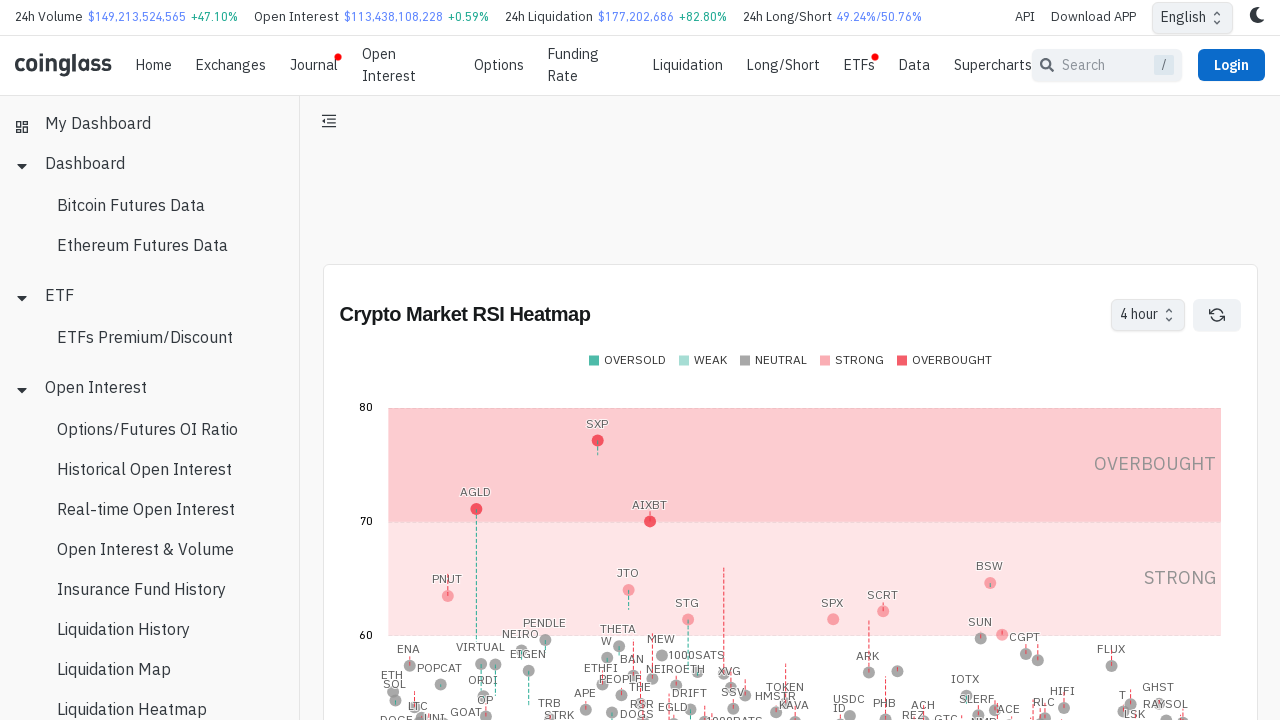 24h Volume $149,213,524,565 +47.10% Open Interest $113,438,108,228 +0.59% 24h Liquidation $177,202,686 +82.80% 24h Long/Short 49.24%/50.76% API Download APP English
coinglass Home Exchanges Journal Open Interest Options Funding Rate Liquidation Long/Short ETFs Data Supercharts Search / Login
My Dashboard
Dashboard
Bitcoin Futures Data
Ethereum Futures Data
ETF
ETFs Premium/Discount
Open Interest
Options/Futures OI Ratio
Historical Open Interest
Real-time Open Interest
Open Interest & Volume
Insurance Fund History
Liquidation History
Liquidation Map
Liquidation Heatmap
Crypto Market RSI Heatmap 4 hour
OVERSOLD WEAK NEUTRAL STRONG OVERBOUGHT
80
SXP
OVERBOUGHT
AGLD
AIXBT
70
BSW
PNUT JTO STRONG
SCRT
STG SPX
PENDLE THETA SUN
60 NEIRO W NEW CGPT
ENA VIRTUAL EIGEN BAN 1000SATS ARK FLUX
POPCAT ETHFI NEIROETH XVG
ETH ORDI PEOPLE IOTX
SOL THE TOKEN GHST
APE DRIFT SSV HMSTR HIFI
OP TRB RSR KAVA USDC PHB SLERF RLC T RAYSOL
LTC GOAT STRK DOGS EGLD ID ACH ACE
UNI REZ GTC LSK